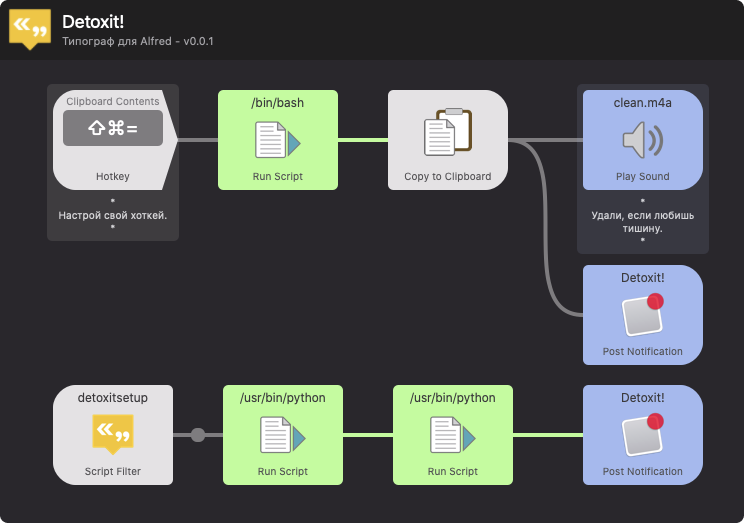 Detoxit!
Типограф для Alfred - v0.0.1
Clipboard Contents
⇧⌘=
Hotkey
•
Настрой свой хоткей.
•
/bin/bash
Run Script
Copy to Clipboard
clean.m4a
Play Sound
•
Удали, если любишь
тишину.
•
Detoxit!
Post Notification
detoxitsetup
«„
Script Filter
/usr/bin/python
Run Script
/usr/bin/python
Run Script
Detoxit!
Post Notification